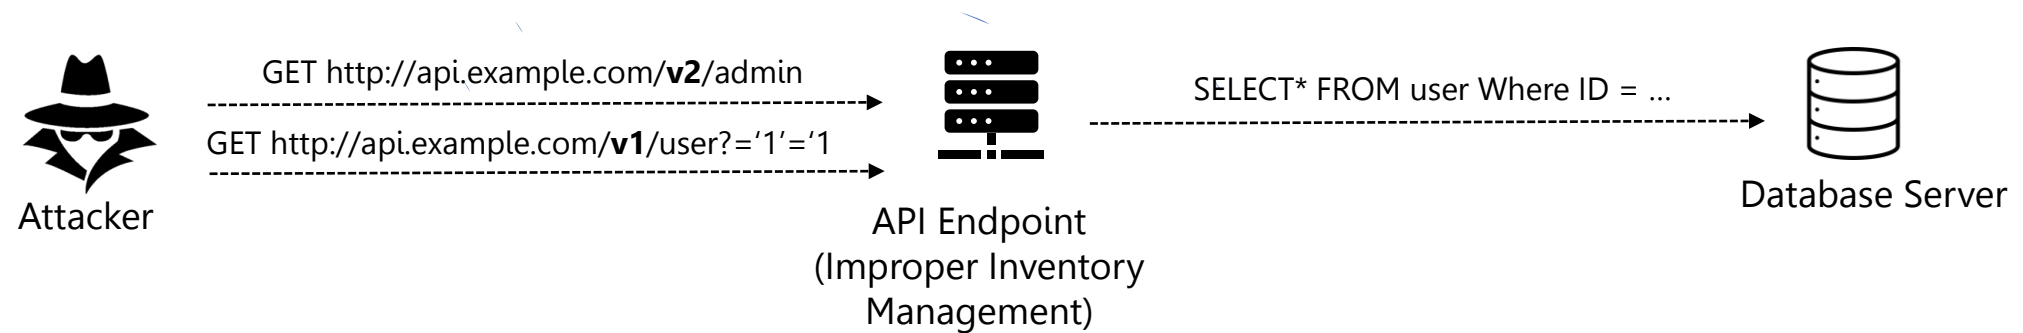 GET http://api.example.com/v2/admin
GET http://api.example.com/v1/user?=‘1’=‘1
SELECT* FROM user Where ID = ...
Attacker
API Endpoint
(Improper Inventory
Management)
Database Server